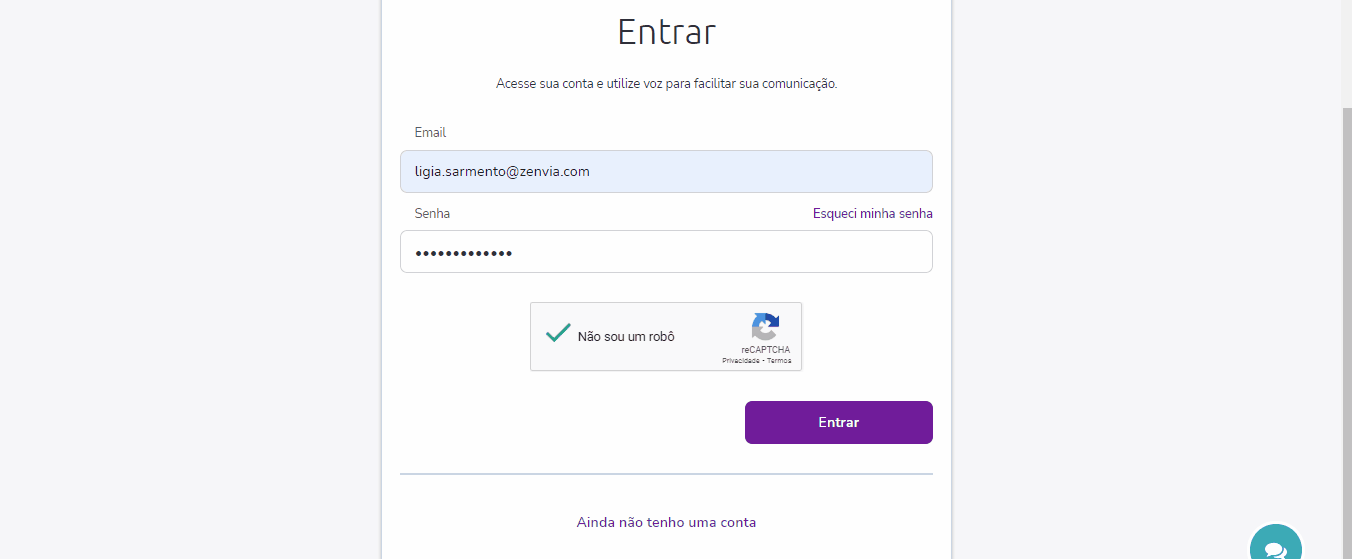 Entrar
Acesse sua conta e utilize voz para facilitar sua comunicação.
Email
ligia.sarmento@zenvia.com
Senha
Esqueci minha senha
•••••••••••••
Não sou um robô
reCAPTCHA
Privacidade - Termos
Entrar
Ainda não tenho uma conta